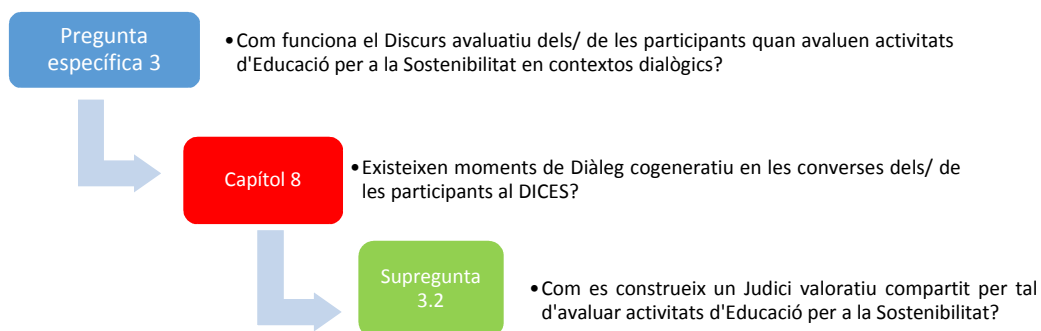 Pregunta
específica 3
•Com funciona el Discurs avaluatiu dels/ de les participants quan avaluen activitats
d'Educació per a la Sostenibilitat en contextos dialògics?
Capítol 8
•Existeixen moments de Diàleg cogeneratiu en les converses dels/ de
les participants al DICES?
Supregunta
3.2
•Com es construeix un Judici valoratiu compartit per tal
d'avaluar activitats d'Educació per a la Sostenibilitat?